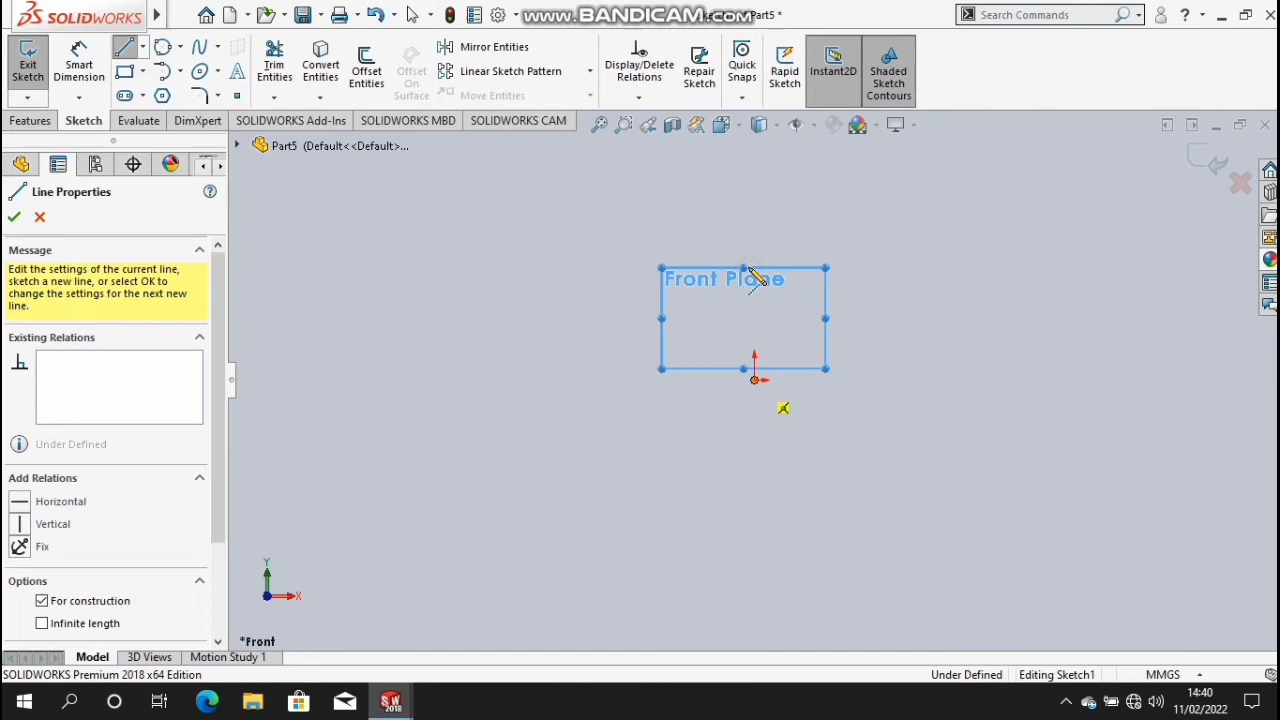 SOLIDWORKS
www.BANDICAM.com
Part5 *
Search Commands
?
Exit Sketch
Smart Dimension
Trim Entities
Convert Entities
Offset Entities
Offset On Surface
Mirror Entities
Linear Sketch Pattern
Move Entities
Display/Delete Relations
Repair Sketch
Quick Snaps
Rapid Sketch
Instant2D
Shaded Sketch Contours
Features
Sketch
Evaluate
DimXpert
SOLIDWORKS Add-Ins
SOLIDWORKS MBD
SOLIDWORKS CAM
Part5 (Default<<Default>...
Line Properties
?
Message
Edit the settings of the current line,
sketch a new line, or select OK to
change the settings for the next new
line.
Existing Relations
Under Defined
Add Relations
Horizontal
Vertical
Fix
Options
For construction
Infinite length
Front Plane
Y
X
*Front
Model
3D Views
Motion Study 1
SOLIDWORKS Premium 2018 x64 Edition
Under Defined
Editing Sketch1
MMGS
SW
2018
14:40
11/02/2022